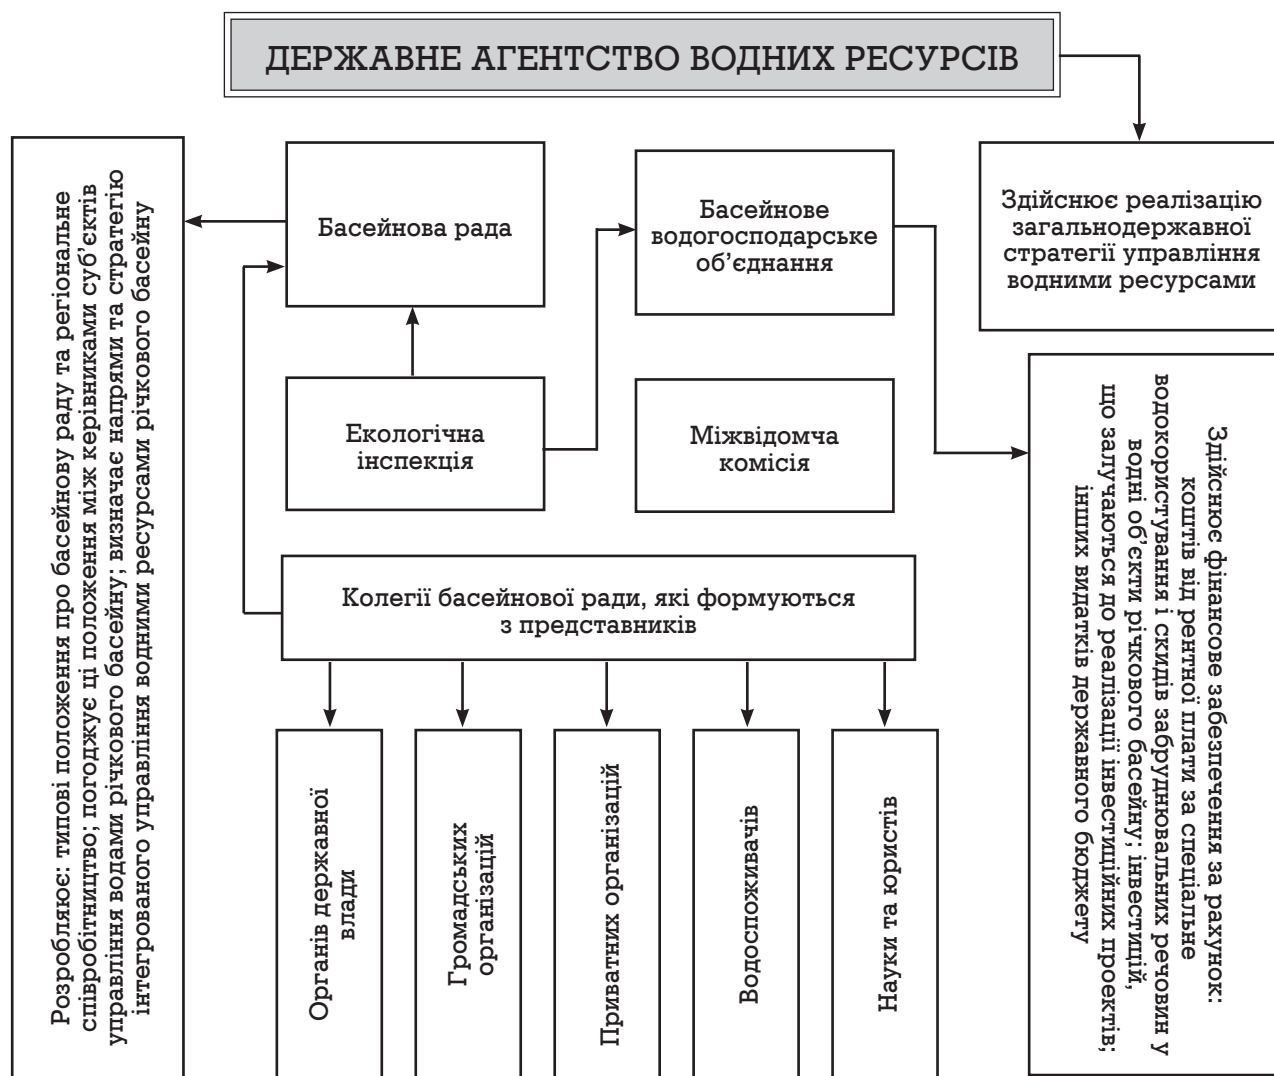 ДЕРЖАВНЕ АГЕНТСТВО ВОДНИХ РЕСУРСІВ
Розробляє: типові положення про басейнову раду та регіональне
співробітництво; погоджує ці положення між керівниками суб’єктів
управління водами річкового басейну; визначає напрями та стратегію
інтегрованого управління водними ресурсами річкового басейну
Басейнова рада
Басейнове
водогосподарське
об’єднання
Здійснює реалізацію
загальнодержавної
стратегії управління
водними ресурсами
Екологічна
інспекція
Міжвідомча
комісія
Здійснює фінансове забезпечення за рахунок:
коштів від рентної плати за спеціальне
водокористування і скидів забруднювальних речовин у
водні об’єкти річкового басейну; інвестицій,
що залучаються до реалізації інвестиційних проектів;
інших видатків державного бюджету
Колегії басейнової ради, які формуються
з представників
Органів державної
влади
Громадських
організацій
Приватних організацій
Водоспоживачів
Науки та юристів